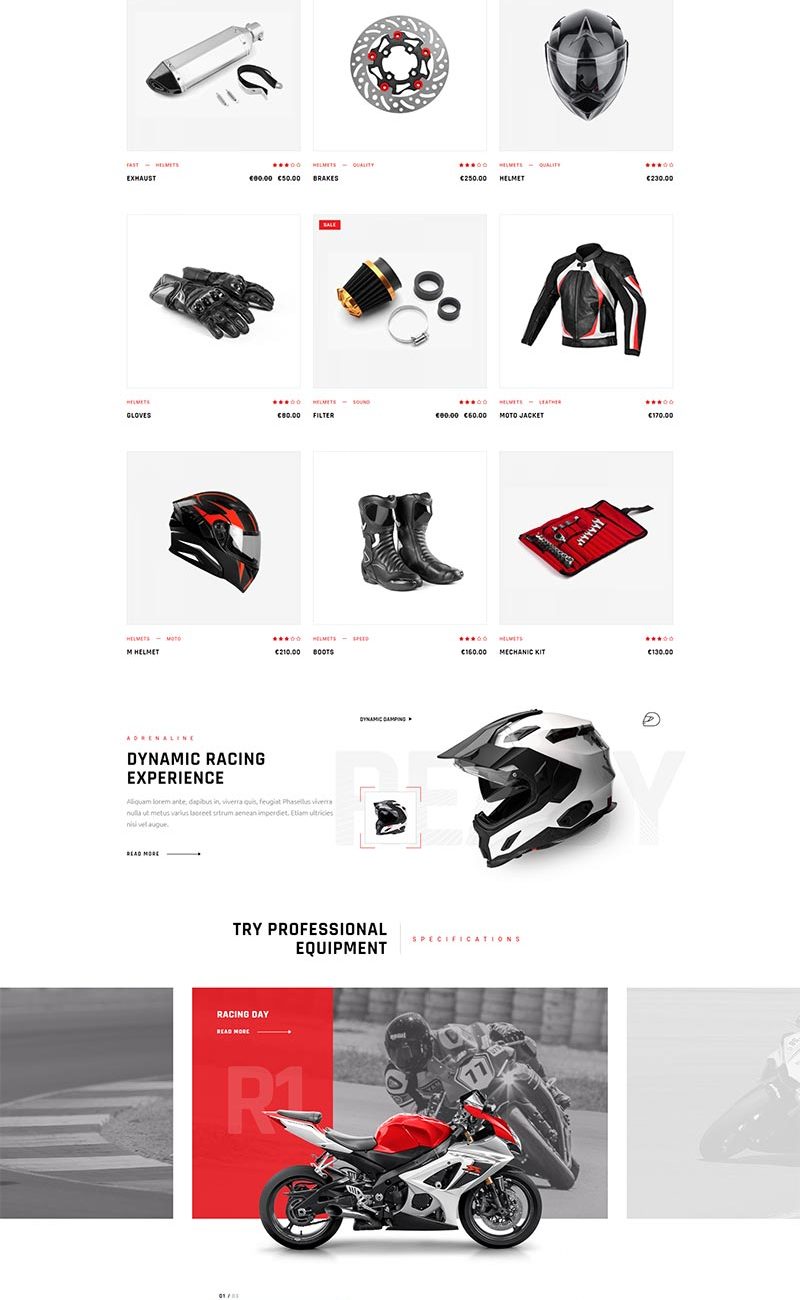 FAST — HELMETS
EXHAUST €80.00 €50.00
HELMETS — QUALITY
BRAKES €250.00
HELMETS — QUALITY
HELMET €230.00
HELMETS
GLOVES €80.00
SALE
HELMETS — SOUND
FILTER €80.00 €60.00
HELMETS — LEATHER
MOTO JACKET €170.00
HELMETS — MOTO
M HELMET €210.00
HELMETS — SPEED
BOOTS €160.00
HELMETS
MECHANIC KIT €130.00
ADRENALINE
DYNAMIC RACING
EXPERIENCE
Aliquam lorem ante, dapibus in, viverra quis, feugiat Phasellus viverra
nulla ut metus varius laoreet srtrum aenean imperdiet. Etiam ultricies
nisi vel augue.
READ MORE
DYNAMIC DAMPING
READY
TRY PROFESSIONAL
EQUIPMENT
SPECIFICATIONS
RACING DAY
READ MORE
R1
11
01 / 03